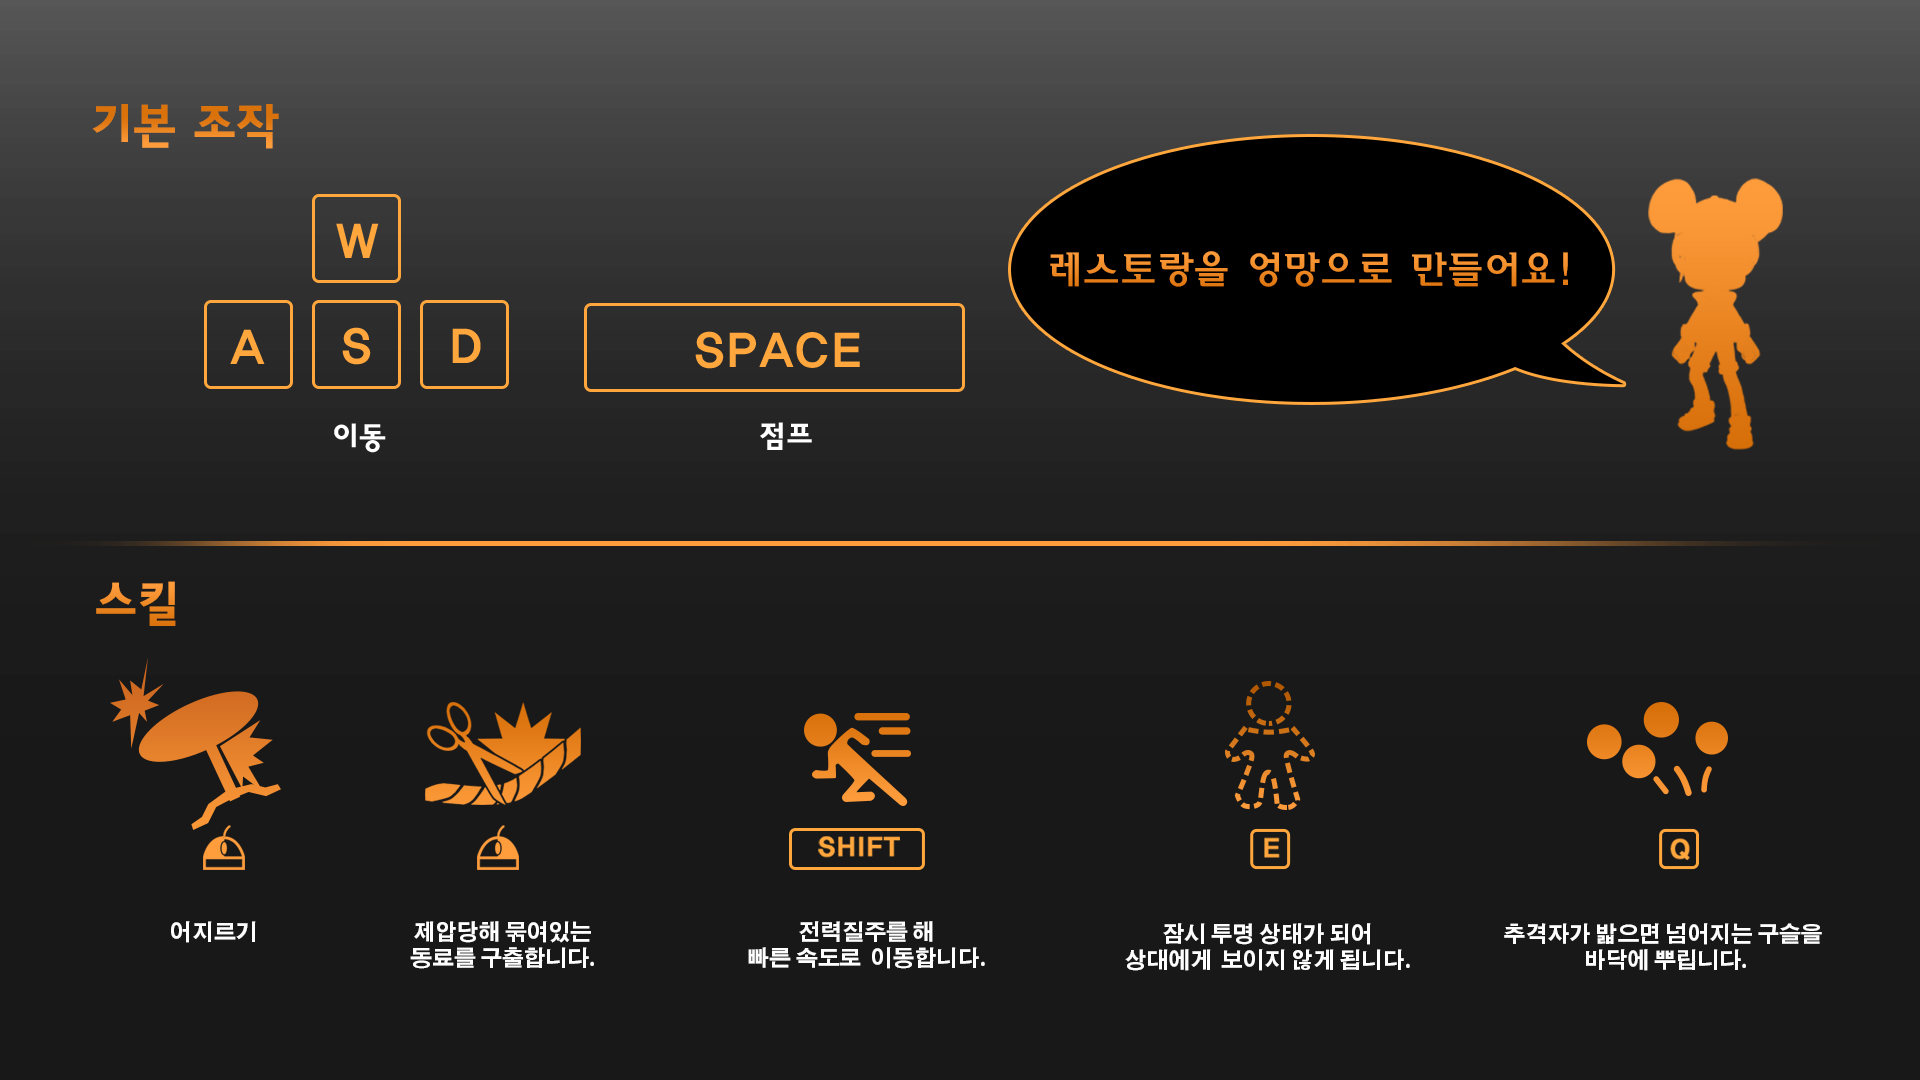 기본 조작
W
A S D
SPACE
이동
점프
레스토랑을 엉망으로 만들어요!
스킬
어지르기
제압당해 묶여있는
동료를 구출합니다.
SHIFT
전력질주를 해
빠른 속도로 이동합니다.
E
잠시 투명 상태가 되어
상대에게 보이지 않게 됩니다.
Q
추격자가 밟으면 넘어지는 구슬을
바닥에 뿌립니다.